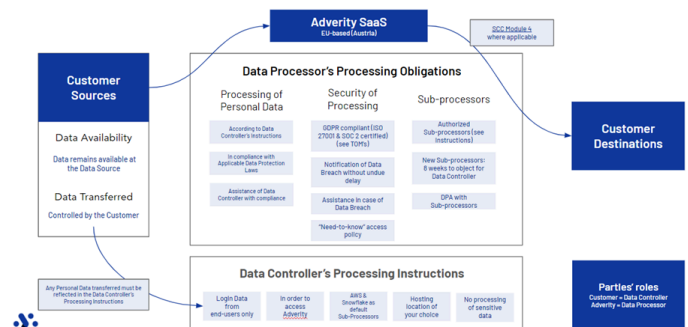 Adverity SaaS
EU-based (Austria)
SCC Module 4
where applicable
Customer
Sources
Data Availability
Data remains available at
the Data Source
Data Transferred
Controlled by the Customer
Data Processor's Processing Obligations
Processing of
Personal Data
According to Data
Controller's Instructions
In compliance with
Applicable Data Protection
Laws
Assistance of Data
Controller with compliance
Security of
Processing
GDPR compliant (ISO
27001 & SOC 2 certified)
(see TOM's)
Notification of Data
Breach without undue
delay
Assistance in case of
Data Breach
"Need-to-know" access
policy
Sub-processors
Authorized
Sub-processors (see
Instructions)
New Sub-processors:
8 weeks to object for
Data Controller
DPA with
Sub-processors
Customer
Destinations
Any Personal Data transferred must be
reflected in the Data Controller's
Processing Instructions
Data Controller's Processing Instructions
Login Data
from
end-users only
In order to
access
Adverity
AWS &
Snowflake as
default
Sub-Processors
Hosting
location of
your choice
No processing
of sensitive
data
Parties' roles
Customer = Data Controller
Adverity = Data Processor